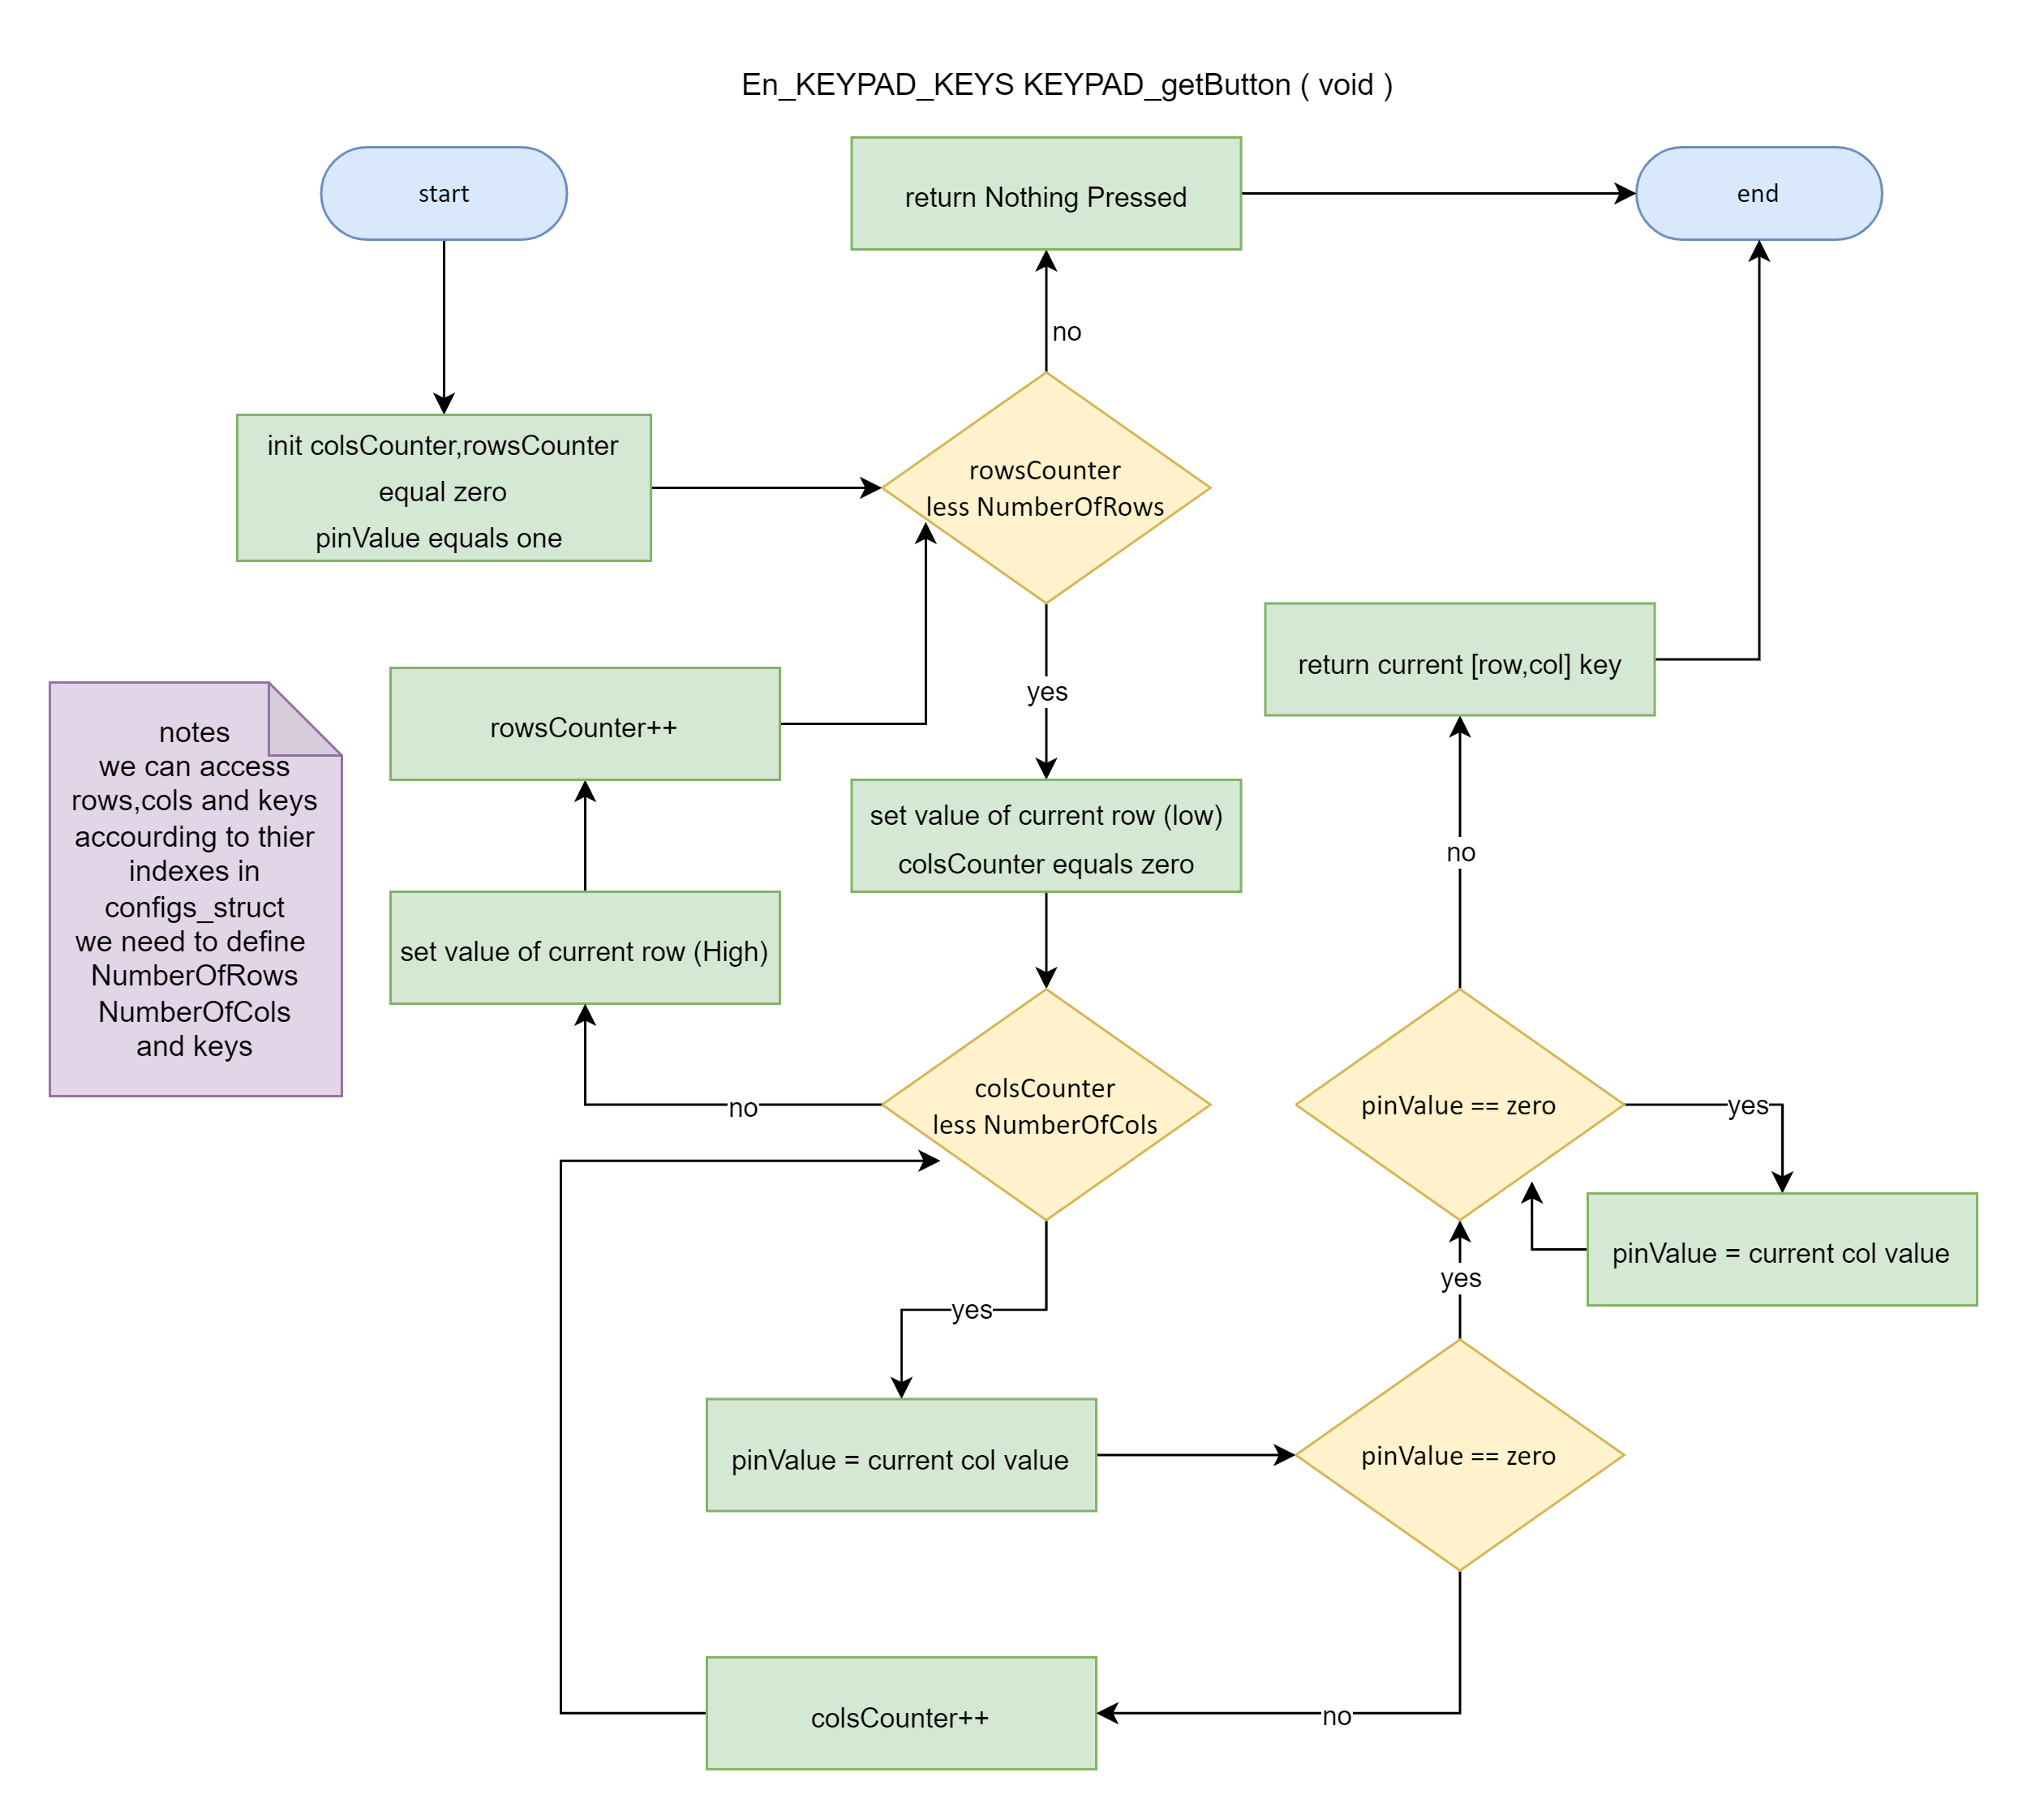 En_KEYPAD_KEYS KEYPAD_getButton ( void )
start
return Nothing Pressed
end
no
init colsCounter,rowsCounter
equal zero
pinValue equals one
rowsCounter
less NumberOfRows
yes
return current [row,col] key
rowsCounter++
notes
we can access
rows,cols and keys
accourding to thier
indexes in
configs_struct
we need to define
NumberOfRows
NumberOfCols
and keys
set value of current row (low)
colsCounter equals zero
no
set value of current row (High)
colsCounter
less NumberOfCols
no
pinValue == zero
yes
pinValue = current col value
yes
yes
pinValue = current col value
pinValue == zero
colsCounter++
no